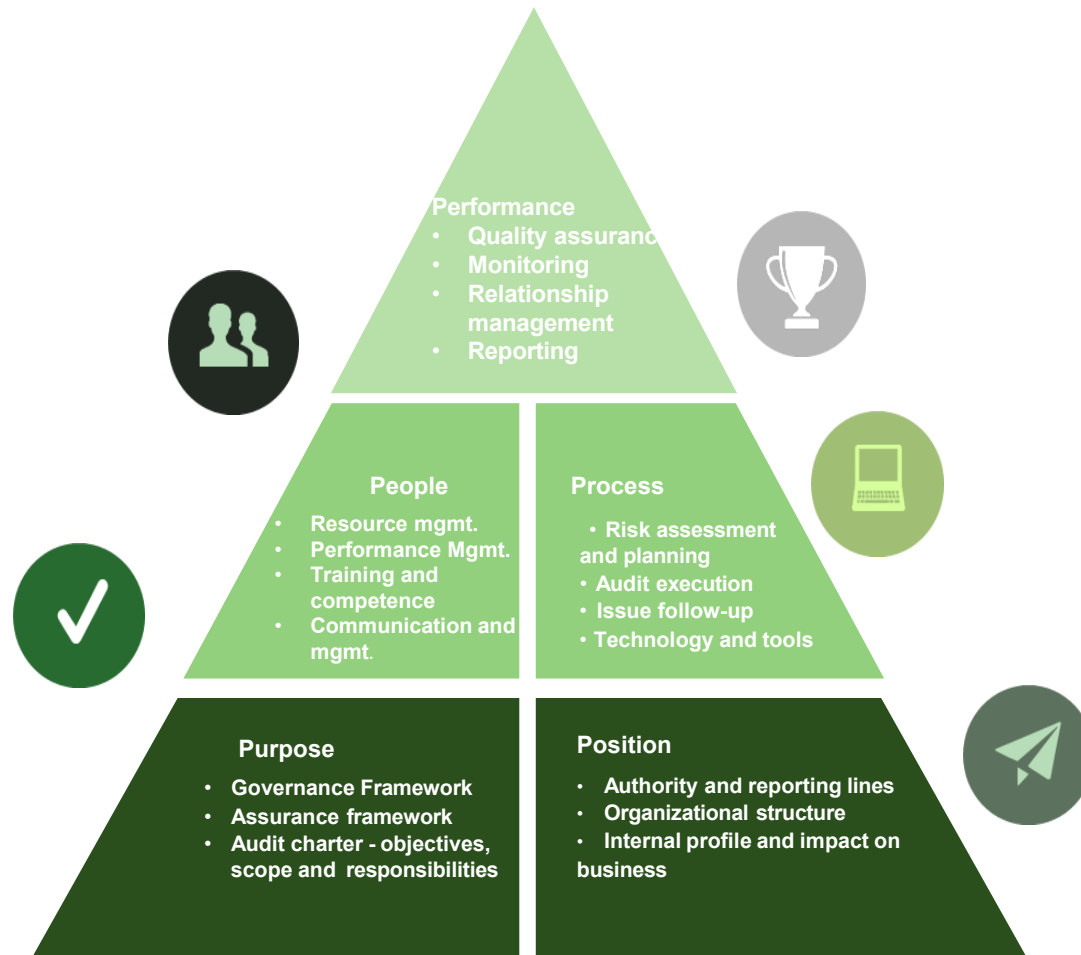 Performance
• Quality assuranc
• Monitoring
• Relationship
management
• Reporting
People
• Resource mgmt.
• Performance Mgmt.
• Training and
competence
• Communication and
mgmt.
Process
• Risk assessment
and planning
• Audit execution
• Issue follow-up
• Technology and tools
Purpose
• Governance Framework
• Assurance framework
• Audit charter - objectives,
scope and responsibilities
Position
• Authority and reporting lines
• Organizational structure
• Internal profile and impact on
business